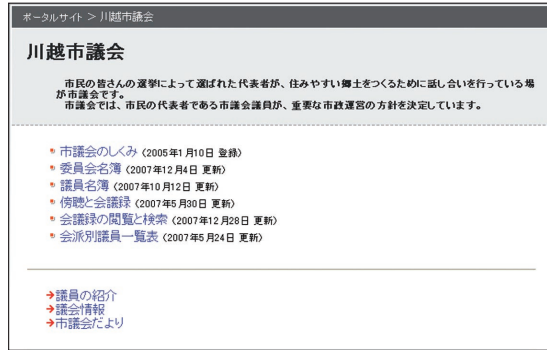 ポータルサイト > 川越市議会
川越市議会
市民の皆さんの選挙によって選ばれた代表者が、住みやすい郷土をつくるために話し合いを行っている場
が市議会です。
市議会では、市民の代表者である市議会議員が、重要な市政運営の方針を決定しています。
市議会のしくみ (2005年1月10日 登録)
委員会名簿 (2007年12月4日 更新)
議員名簿 (2007年10月12日 更新)
傍聴と会議録 (2007年5月30日 更新)
会議録の閲覧と検索 (2007年12月28日 更新)
会派別議員一覧表 (2007年5月24日 更新)
→議員の紹介
→議会情報
→市議会だより